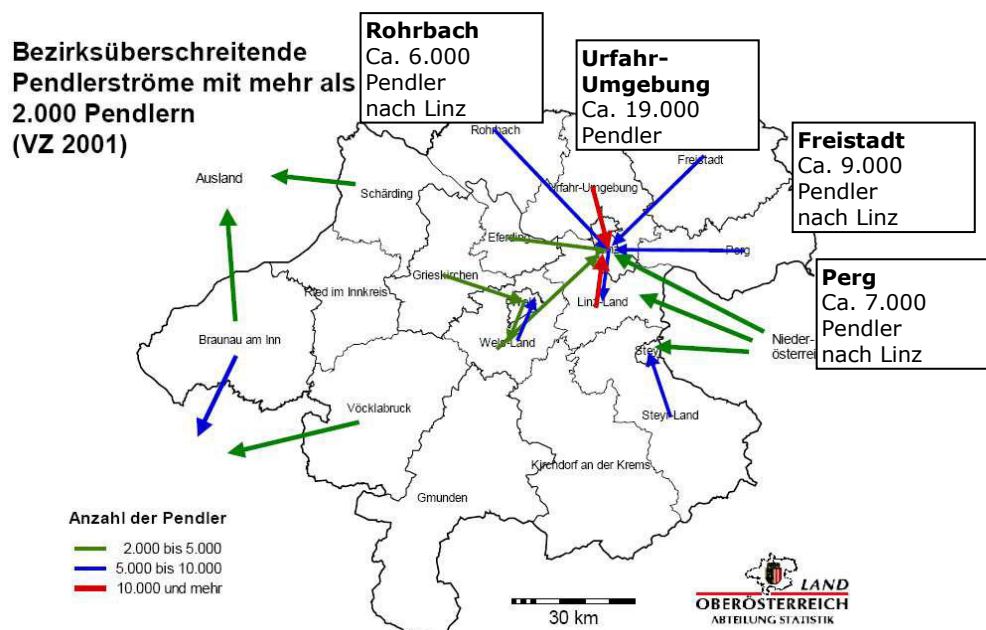 Bezirksüberschreitende
Pendlerströme mit mehr als
2.000 Pendlern
(VZ 2001)
Rohrbach
Ca. 6.000
Pendler
nach Linz
Urfahr-
Umgebung
Ca. 19.000
Pendler
Freistadt
Ca. 9.000
Pendler
nach Linz
Perg
Ca. 7.000
Pendler
nach Linz
Rohrbach
Freistadt
Ausland
Schärding
Urfahr-Umgebung
Eferding
Perg
Grieskirchen
Ried im Innkreis
Linz-Land
Braunau am Inn
Wels-Land
Nieder-
österrei
Steyr
Vöcklabruck
Steyr-Land
Kirchdorf an der Krems
Gmunden
Anzahl der Pendler
2.000 bis 5.000
5.000 bis 10.000
10.000 und mehr
30 km
LAND
OBERÖSTERREICH
ABTEILUNG STATISTIK